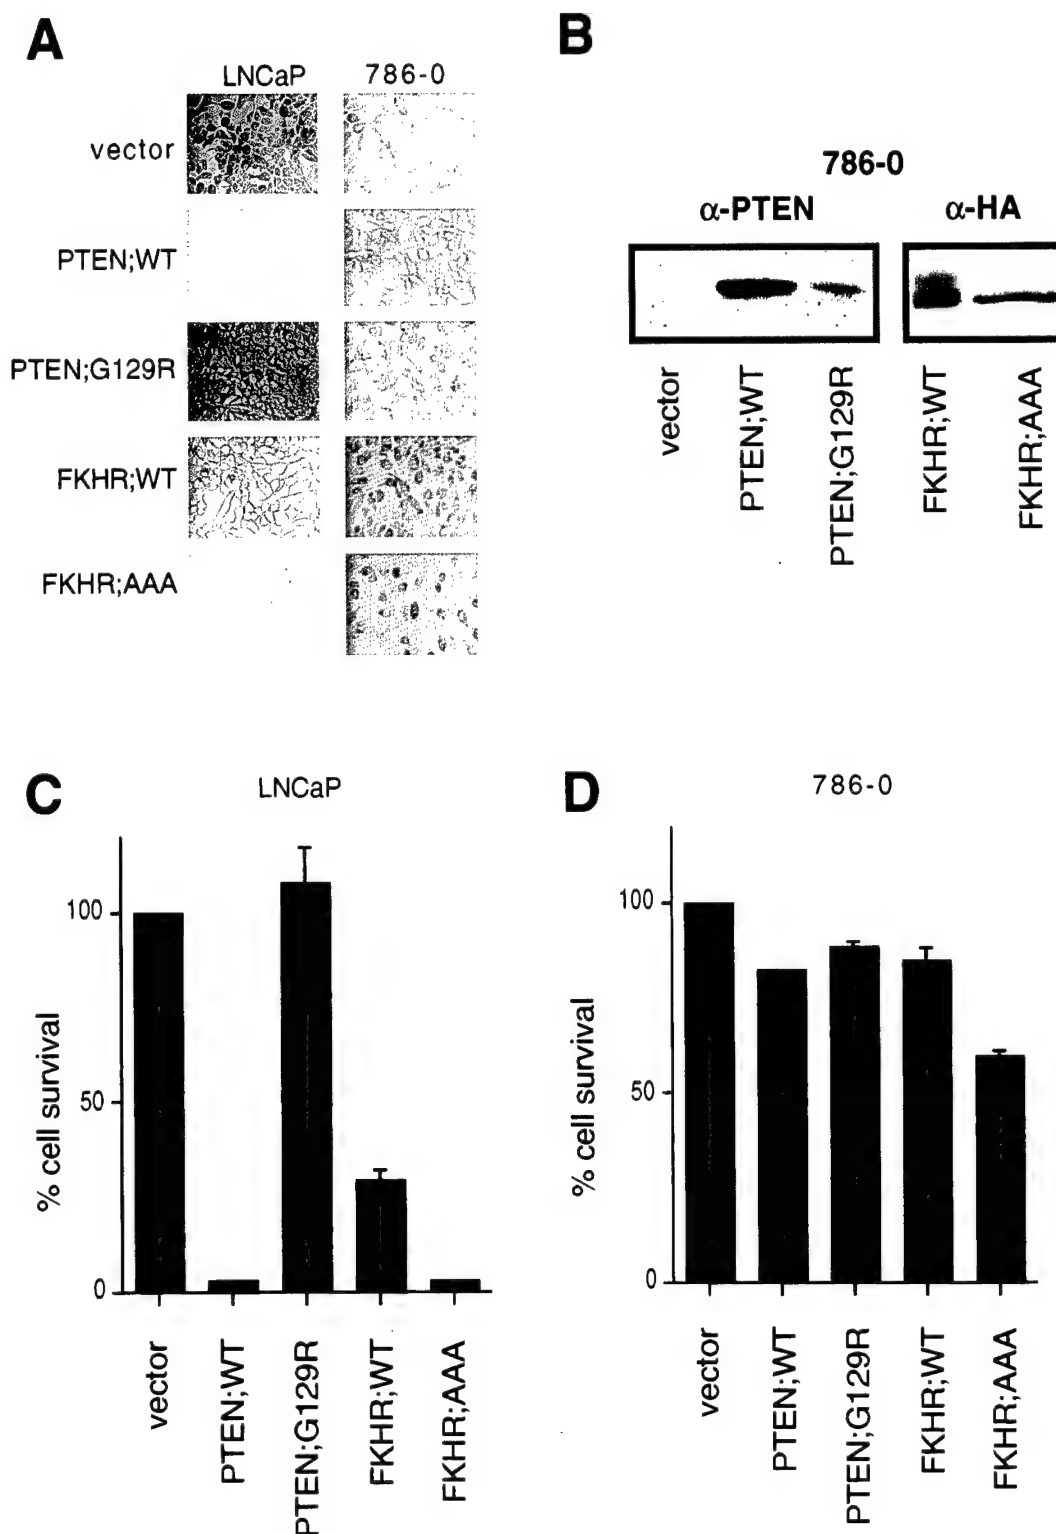 A
LNCaP 786-0
vector
PTEN;WT
PTEN;G129R
FKHR;WT
FKHR;AAA
B
786-0
α-PTEN α-HA
vector
PTEN;WT
PTEN;G129R
FKHR;WT
FKHR;AAA
C
LNCaP
% cell survival
100
50
0
vector
PTEN;WT
PTEN;G129R
FKHR;WT
FKHR;AAA
D
786-0
% cell survival
100
50
0
vector
PTEN;WT
PTEN;G129R
FKHR;WT
FKHR;AAA